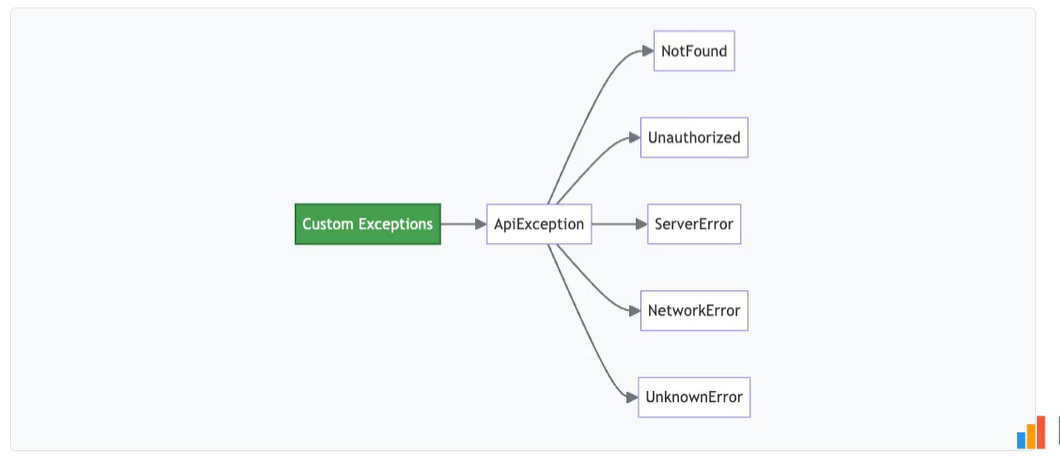 NotFound
Unauthorized
Custom Exceptions
ApiException
ServerError
NetworkError
UnknownError